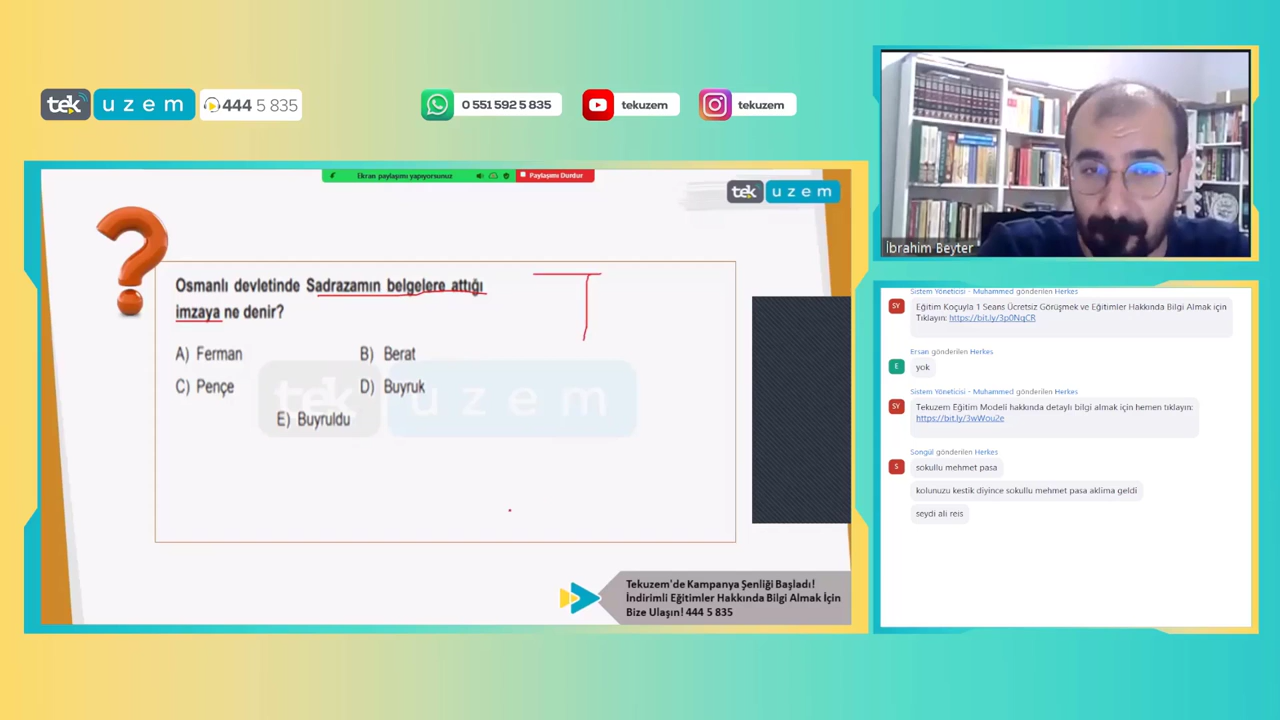 tek uzem 444 5 835
0 551 592 5 835
tekuzem
tekuzem
Ekran paylaşımı yapıyorsunuz
Paylaşımı Durdur
tek uzem
Osmanlı devletinde Sadrazamın belgelere attığı
imzaya ne denir?
A) Ferman
B) Berat
C) Pençe
D) Buyruk
E) Buyruldu
tek uzem
Tekuzem'de Kampanya Şenliği Başladı!
İndirimli Eğitimler Hakkında Bilgi Almak İçin
Bize Ulaşın! 444 5 835
İbrahim Beyter
Sistem Yöneticisi - Muhammed gönderilen Herkes
SY
Eğitim Koçuyla 1 Seans Ücretsiz Görüşmek ve Eğitimler Hakkında Bilgi Almak için
Tıklayın: https://bit.ly/3p0NqCR
Ersan gönderilen Herkes
E
yok
Sistem Yöneticisi - Muhammed gönderilen Herkes
SY
Tekuzem Eğitim Modeli hakkında detaylı bilgi almak için hemen tıklayın:
https://bit.ly/3wWou2e
Songül gönderilen Herkes
S
sokullu mehmet pasa
kolunuzu kestik diyince sokullu mehmet pasa aklima geldi
seydi ali reis